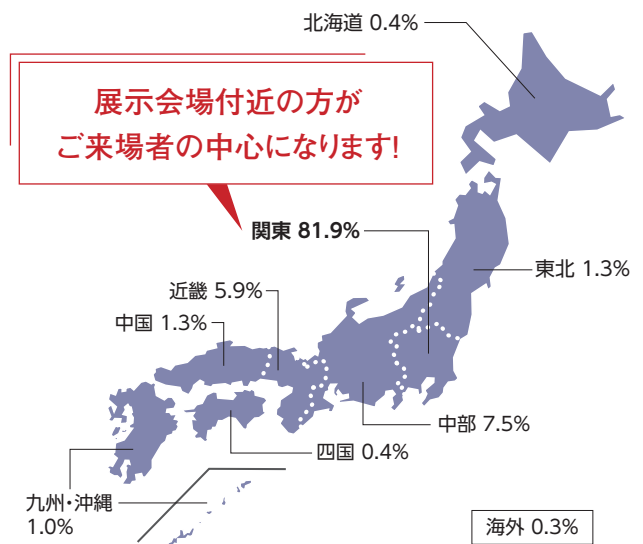 北海道 0.4%
展示会場付近の方が
ご来場者の中心になります!
関東 81.9%
東北 1.3%
近畿 5.9%
中国 1.3%
中部 7.5%
四国 0.4%
九州・沖縄
1.0%
海外 0.3%